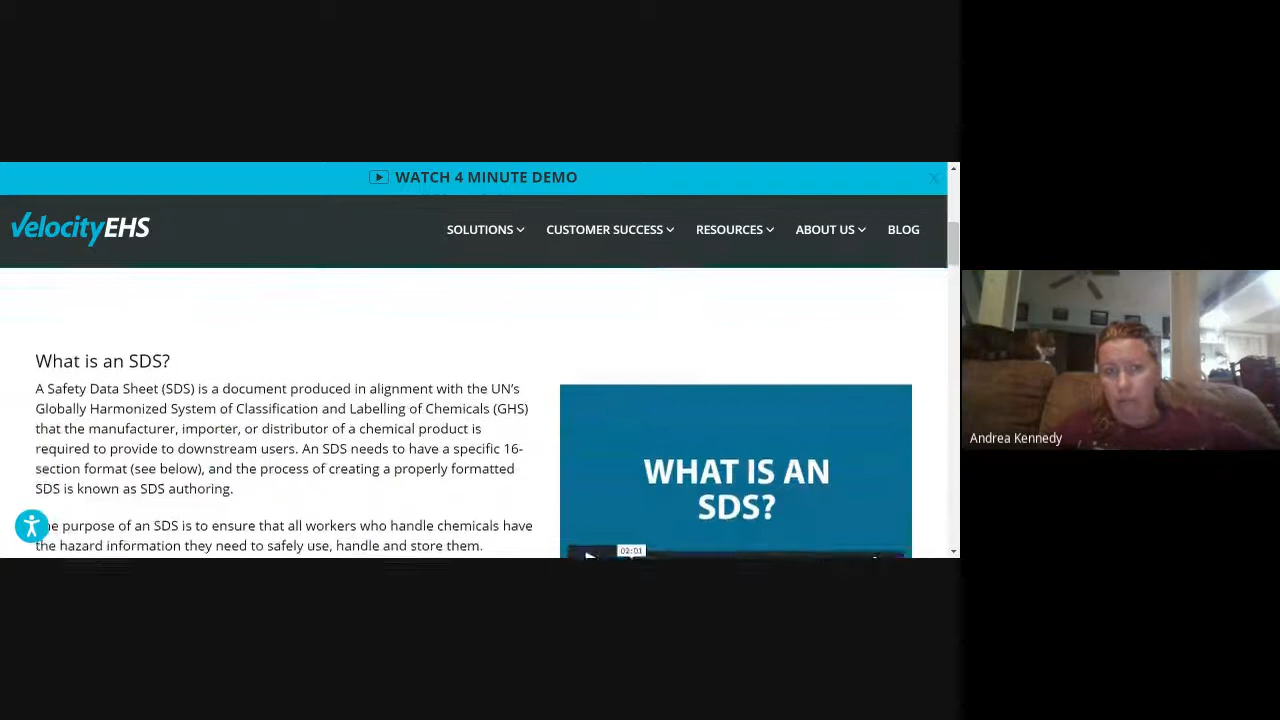 WATCH 4 MINUTE DEMO
X
VelocityEHS
SOLUTIONS
CUSTOMER SUCCESS
RESOURCES
ABOUT US
BLOG
What is an SDS?
A Safety Data Sheet (SDS) is a document produced in alignment with the UN's
Globally Harmonized System of Classification and Labelling of Chemicals (GHS)
that the manufacturer, importer, or distributor of a chemical product is
required to provide to downstream users. An SDS needs to have a specific 16-
section format (see below), and the process of creating a properly formatted
SDS is known as SDS authoring.
purpose of an SDS is to ensure that all workers who handle chemicals have
the hazard information they need to safely use, handle and store them.
WHAT IS AN
SDS?
02:01
Andrea Kennedy